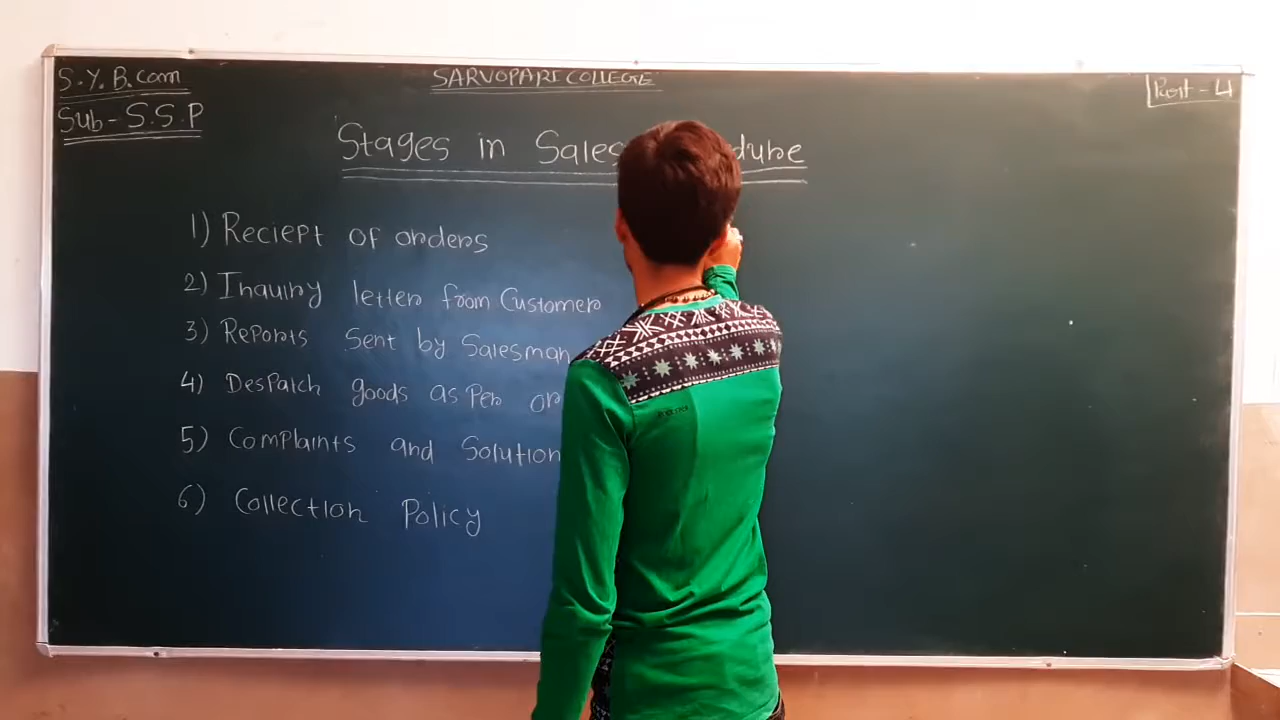 S.Y.B.com
SARVOPARI COLLEGE
Part-4
Sub-S.S.P
Stages in Sales
1) Reciept of orders
2) Inquiry letter from Customer
3) Reports Sent by Salesman
4) Despatch goods as Per
5) Complaints and Solution
6) Collection Policy